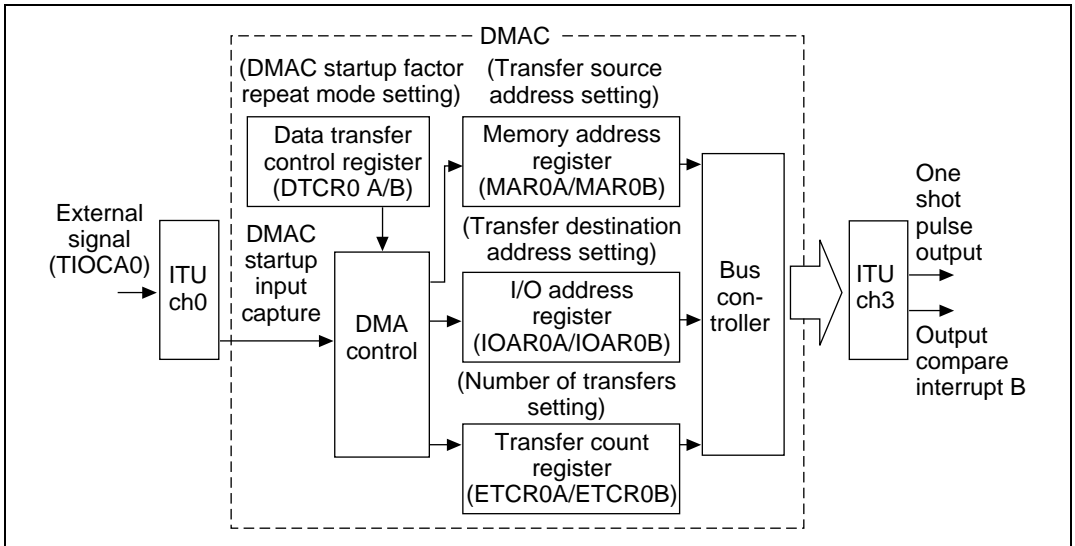 DMAC
(DMAC startup factor
repeat mode setting)
(Transfer source
address setting)
Data transfer
control register
(DTCR0 A/B)
Memory address
register
(MAR0A/MAR0B)
External
signal
(TIOCA0)
ITU
ch0
DMAC
startup
input
capture
DMA
control
(Transfer destination
address setting)
I/O address
register
(IOAR0A/IOAR0B)
(Number of transfers
setting)
Transfer count
register
(ETCR0A/ETCR0B)
Bus
con-
troller
ITU
ch3
One
shot
pulse
output
Output
compare
interrupt B